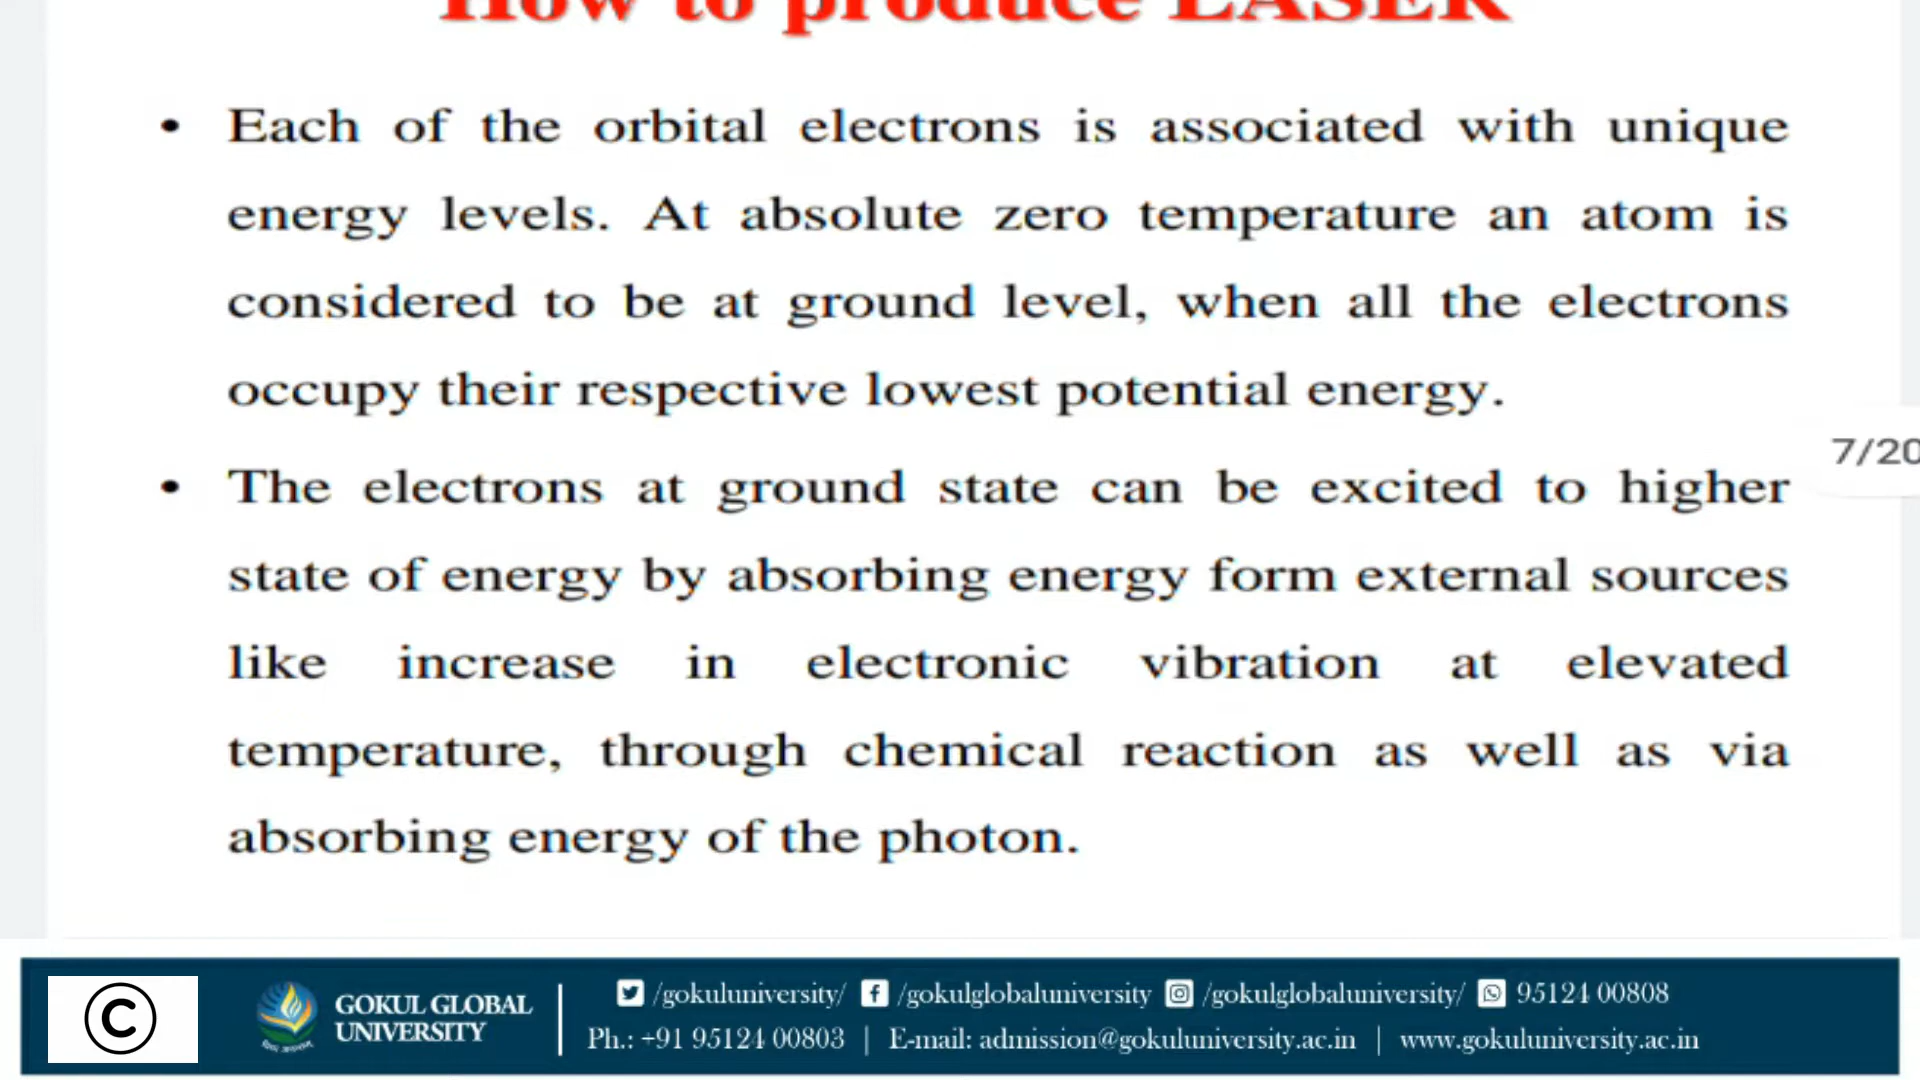 How to produce LASER
• Each of the orbital electrons is associated with unique
energy levels. At absolute zero temperature an atom is
considered to be at ground level, when all the electrons
occupy their respective lowest potential energy.
7/20
• The electrons at ground state can be excited to higher
state of energy by absorbing energy form external sources
like increase in electronic vibration at elevated
temperature, through chemical reaction as well as via
absorbing energy of the photon.
©
GOKUL GLOBAL
UNIVERSITY
/gokuluniversity/ /gokulglobaluniversity /gokulglobaluniversity/ 95124 00808
Ph.: +91 95124 00803 | E-mail: admission@gokuluniversity.ac.in | www.gokuluniversity.ac.in